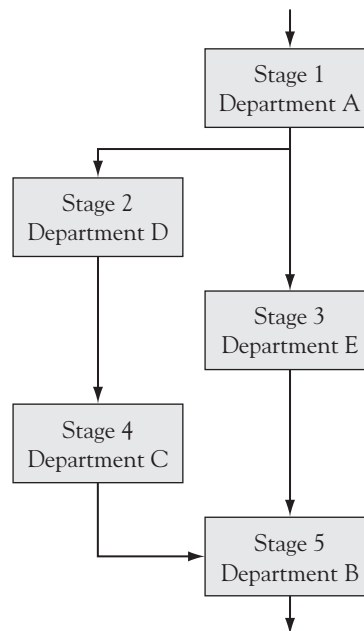 Stage 1
Department A
Stage 2
Department D
Stage 3
Department E
Stage 4
Department C
Stage 5
Department B